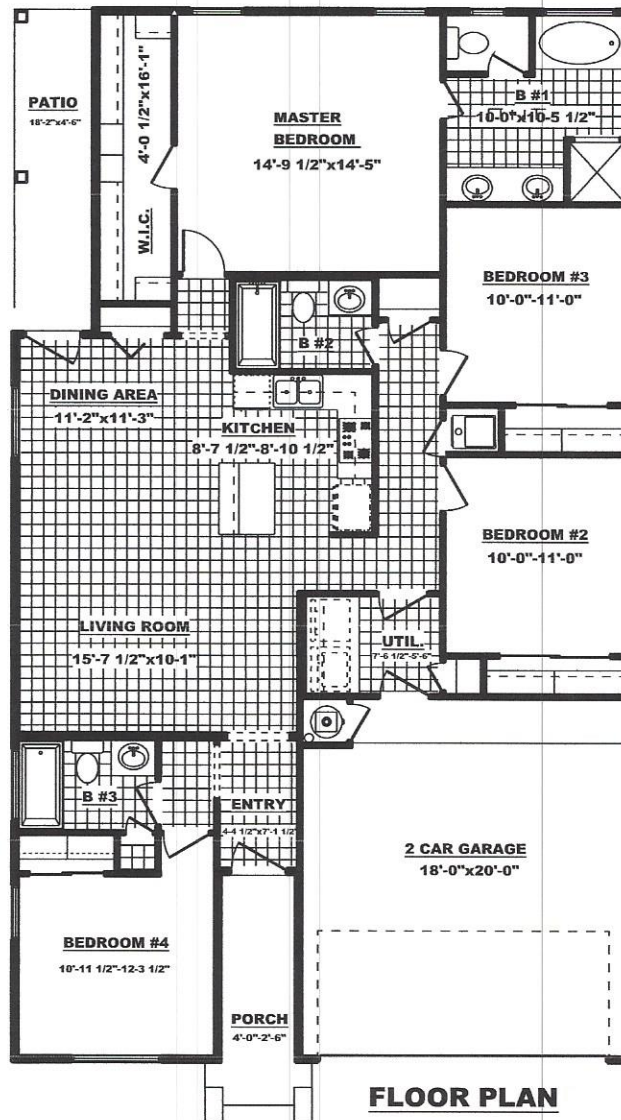 PATIO
18'-2"x4'-6"
4'-0 1/2"x16'-1"
W.I.C.
MASTER
BEDROOM
14'-9 1/2"x14'-5"
B #1
10-0"x10-5 1/2"
BEDROOM #3
10'-0"-11'-0"
B #2
DINING AREA
11'-2"x11'-3"
KITCHEN
8'-7 1/2"-8'-10 1/2"
BEDROOM #2
10'-0"-11'-0"
LIVING ROOM
15'-7 1/2"x10-1"
UTIL.
7'-6 1/2"-5'-6"
B #3
ENTRY
4-4 1/2"x7'-1 1/2"
2 CAR GARAGE
18'-0"x20'-0"
BEDROOM #4
10'-11 1/2"-12-3 1/2"
PORCH
4'-0"-2'-6"
FLOOR PLAN